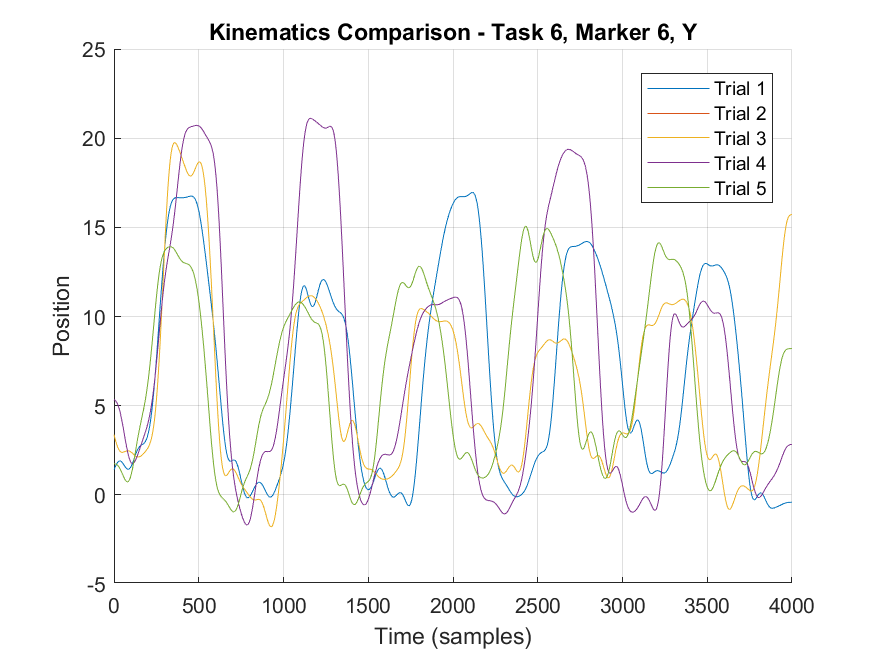 Kinematics Comparison - Task 6, Marker 6, Y
25
20
15
10
5
0
-5
Position
Trial 1
Trial 2
Trial 3
Trial 4
Trial 5
0 500 1000 1500 2000 2500 3000 3500 4000
Time (samples)